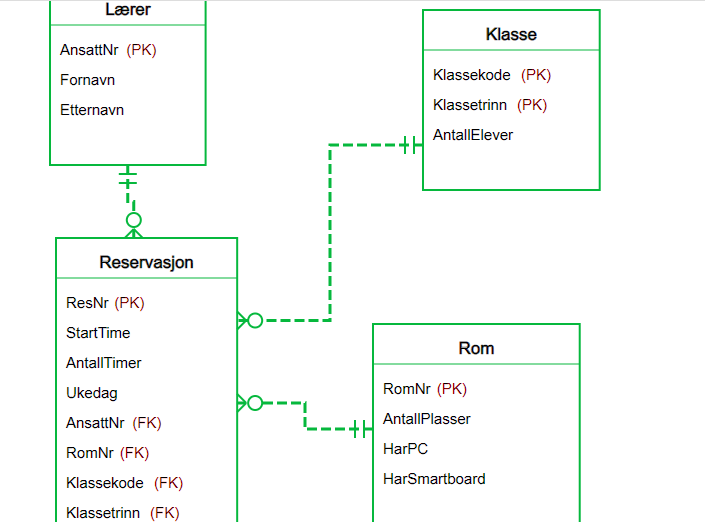 Lærer
AnsattNr (PK)
Fornavn
Etternavn
Klasse
Klassekode (PK)
Klassetrinn (PK)
AntallElever
Reservasjon
ResNr (PK)
StartTime
AntallTimer
Ukedag
AnsattNr (FK)
RomNr (FK)
Klassekode (FK)
Klassetrinn (FK)
Rom
RomNr (PK)
AntallPlasser
HarPC
HarSmartboard